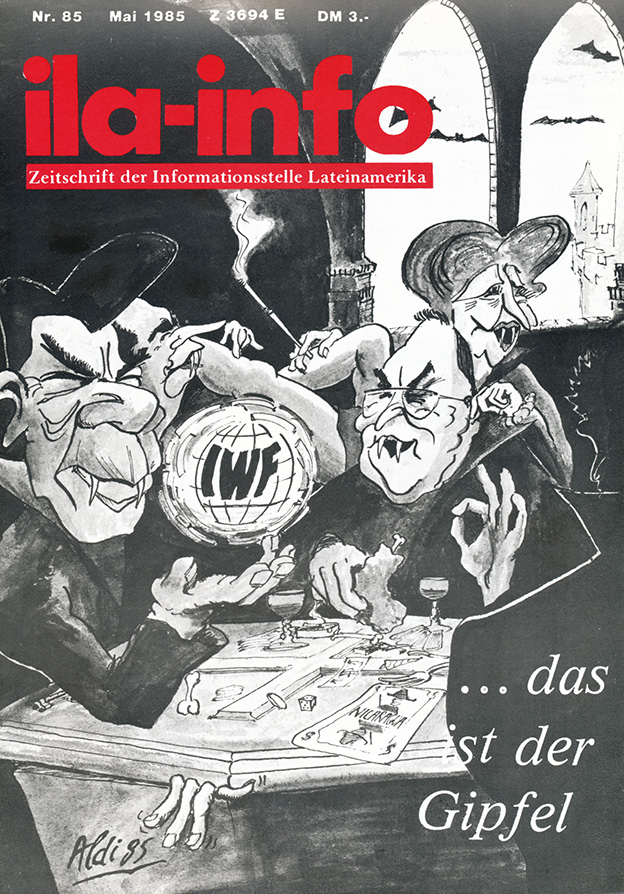 Nr. 85 Mai 1985 Z 3694 E DM 3.-
ila-info
Zeitschrift der Informationsstelle Lateinamerika
IWF
NICARAGUA
... das
ist der
Gipfel
Aldi 85